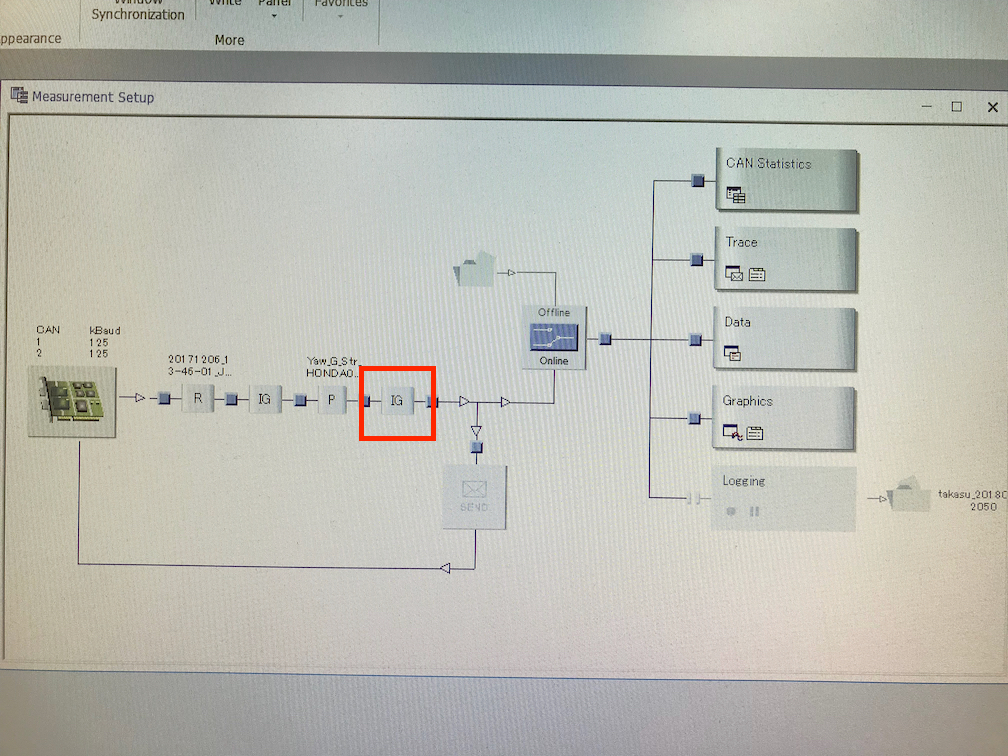 Window
Synchronization
Write
Panel
Favorites
ppearance
More
Measurement Setup
CAN Statistics
Trace
Offline
Online
Data
CAN kBaud
1 125
2 125
20171206_1
3-46-01_J...
Yaw_G_Str_
HONDA0...
R
IG
P
IG
Graphics
SEND
Logging
takasu_2018
2050